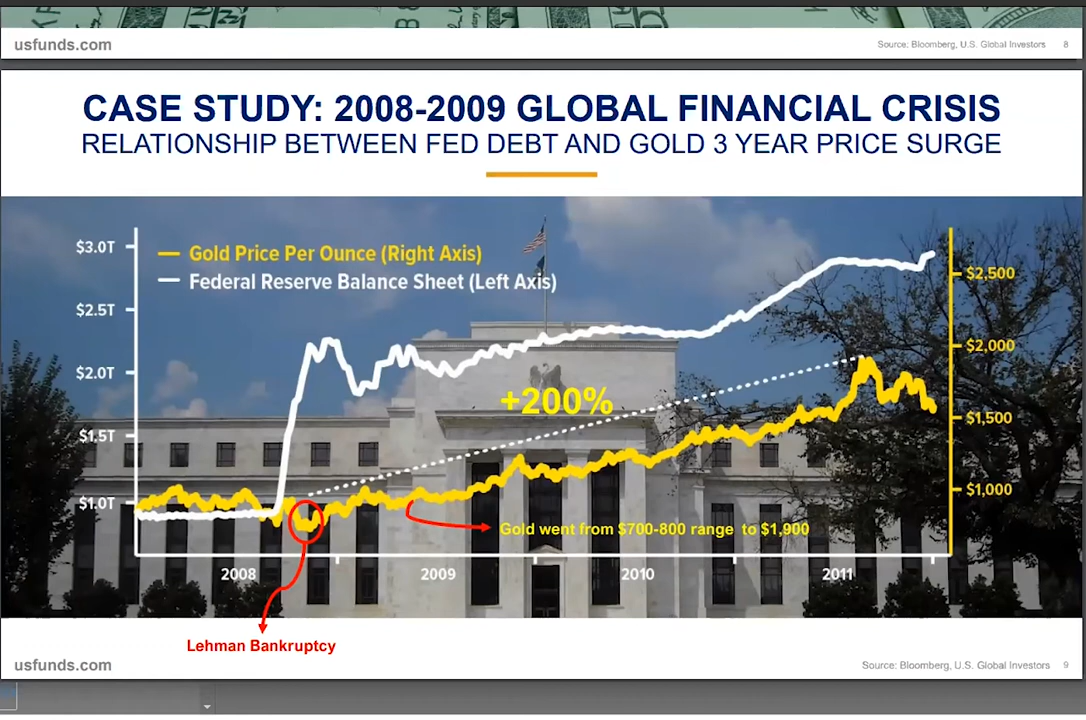 usfunds.com
Source: Bloomberg, U.S. Global Investors 8
CASE STUDY: 2008-2009 GLOBAL FINANCIAL CRISIS
RELATIONSHIP BETWEEN FED DEBT AND GOLD 3 YEAR PRICE SURGE
$3.0T
Gold Price Per Ounce (Right Axis)
Federal Reserve Balance Sheet (Left Axis)
$2,500
$2.5T
$2,000
$2.0T
+200%
$1,500
$1.5T
$1,000
$1.0T
Gold went from $700-800 range to $1,900
2008 2009 2010 2011
Lehman Bankruptcy
usfunds.com
Source: Bloomberg, U.S. Global Investors 9